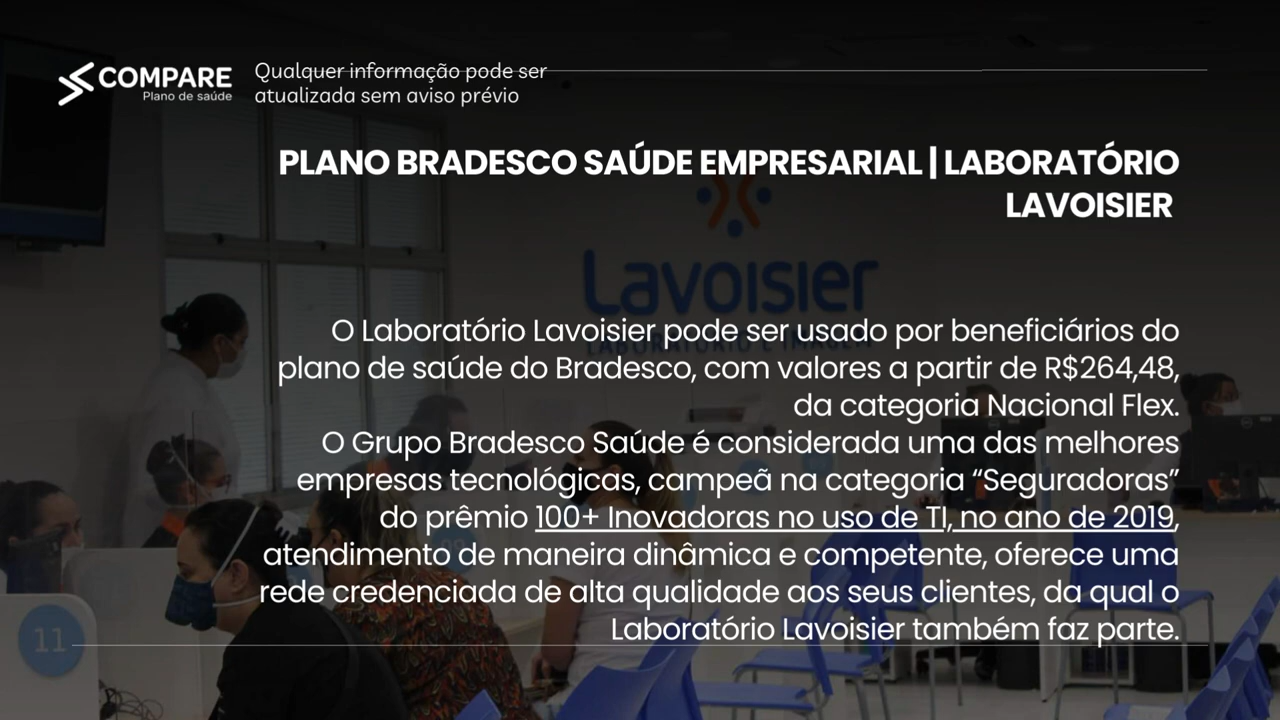 COMPARE
Plano de saúde
Qualquer informação pode ser
atualizada sem aviso prévio
PLANO BRADESCO SAÚDE EMPRESARIAL | LABORATÓRIO
LAVOISIER
Lavoisier
LABORATÓRIO E IMAGEM
O Laboratório Lavoisier pode ser usado por beneficiários do
plano de saúde do Bradesco, com valores a partir de R$264,48,
da categoria Nacional Flex.
O Grupo Bradesco Saúde é considerada uma das melhores
empresas tecnológicas, campeã na categoria “Seguradoras”
do prêmio 100+ Inovadoras no uso de TI, no ano de 2019,
atendimento de maneira dinâmica e competente, oferece uma
rede credenciada de alta qualidade aos seus clientes, da qual o
Laboratório Lavoisier também faz parte.
11